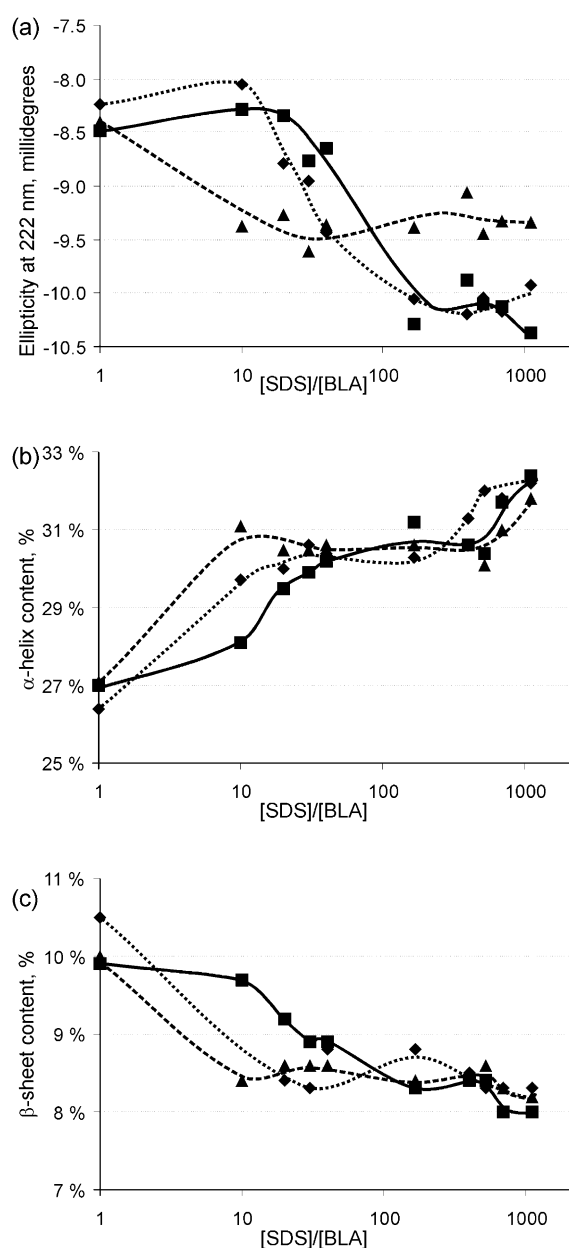 (a)
-7.5
-8.0
-8.5
-9.0
-9.5
-10.0
-10.5
Ellipticity at 222 nm, millidegrees
1 10 100 1000
[SDS]/[BLA]
(b)
33 %
31 %
29 %
27 %
25 %
α-helix content, %
1 10 100 1000
[SDS]/[BLA]
(c)
11 %
10 %
9 %
8 %
7 %
β-sheet content, %
1 10 100 1000
[SDS]/[BLA]